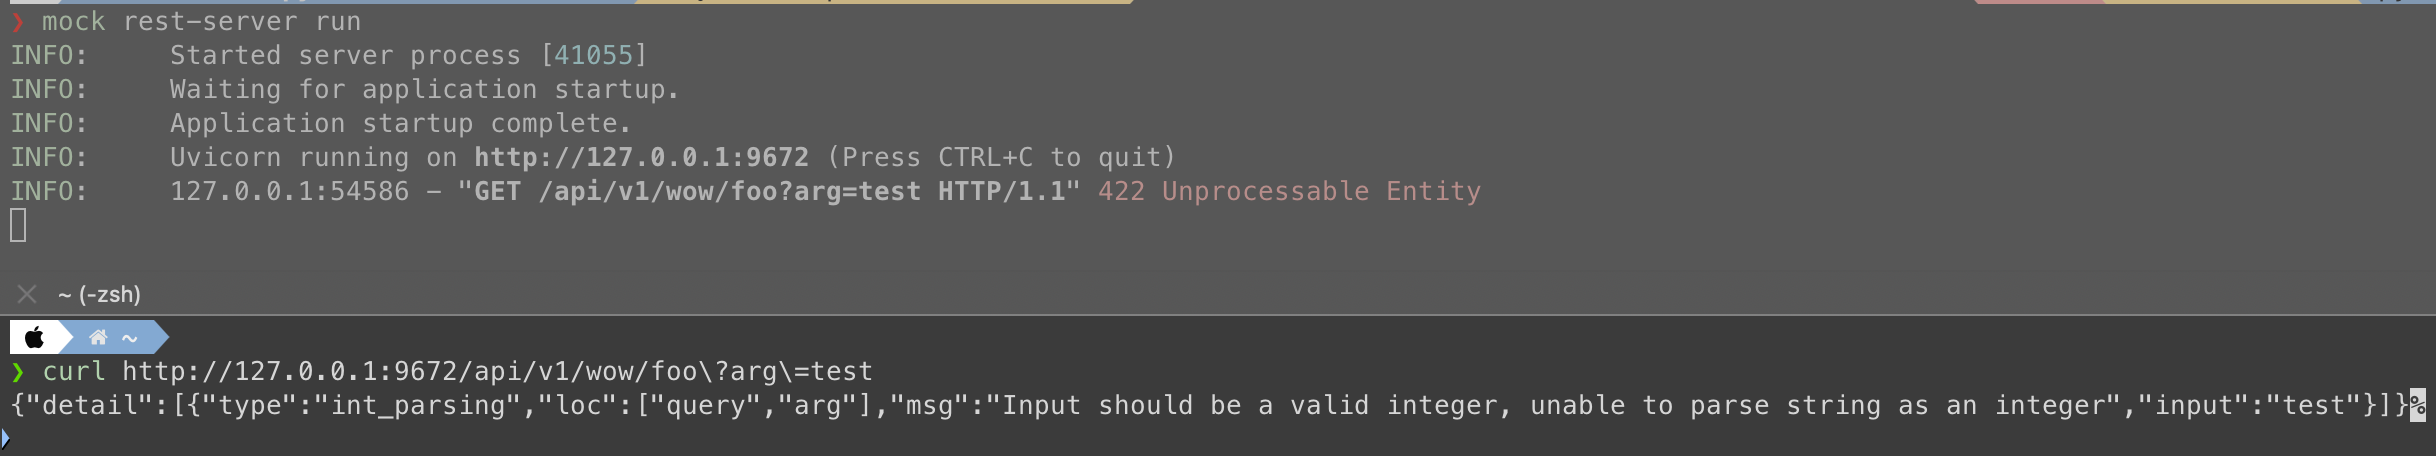 ❯ mock rest-server run
INFO:     Started server process [41055]
INFO:     Waiting for application startup.
INFO:     Application startup complete.
INFO:     Uvicorn running on http://127.0.0.1:9672 (Press CTRL+C to quit)
INFO:     127.0.0.1:54586 - "GET /api/v1/wow/foo?arg=test HTTP/1.1" 422 Unprocessable Entity
~ (-zsh)
~
❯ curl http://127.0.0.1:9672/api/v1/wow/foo\?arg\=test
{"detail":[{"type":"int_parsing","loc":["query","arg"],"msg":"Input should be a valid integer, unable to parse string as an integer","input":"test"}]}%